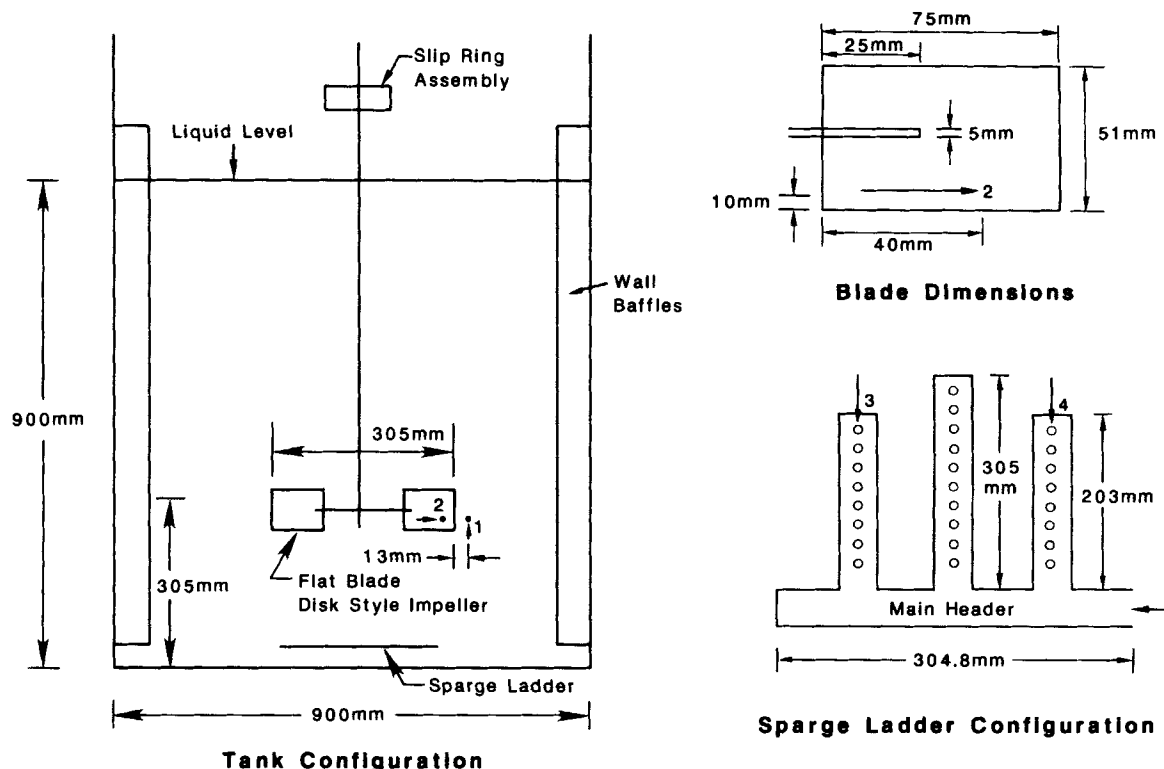 Slip Ring
Assembly
Liquid Level
Wall
Baffles
900mm
305mm
2
1
13mm
305mm
Flat Blade
Disk Style Impeller
Sparge Ladder
900mm
Tank Configuration
75mm
25mm
5mm
51mm
2
10mm
40mm
Blade Dimensions
3
4
305
mm
203mm
Main Header
304.8mm
Sparge Ladder Configuration